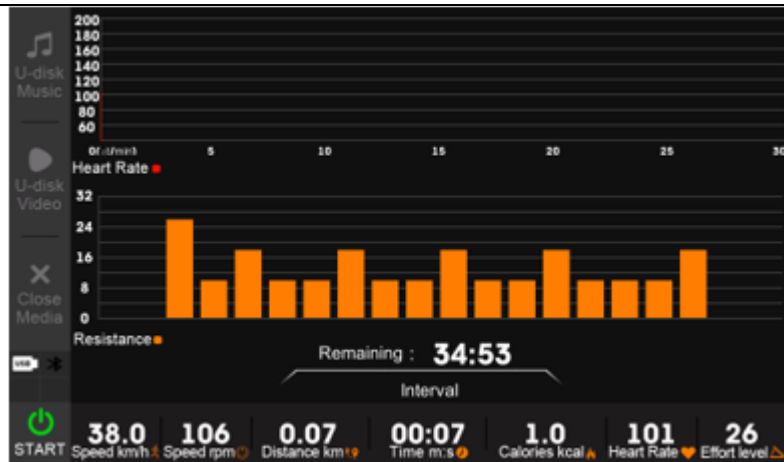 200
180
160
140
120
100
80
60
U-disk
Music
5 10 15 20 25 30
Heart Rate
U-disk
Video
32
24
16
8
0
Close
Media
Resistance
Remaining : 34:53
Interval
START
38.0 106 0.07 00:07 1.0 101 26
Speed km/h Speed rpm Distance km Time m:s Calories kcal Heart Rate Effort level